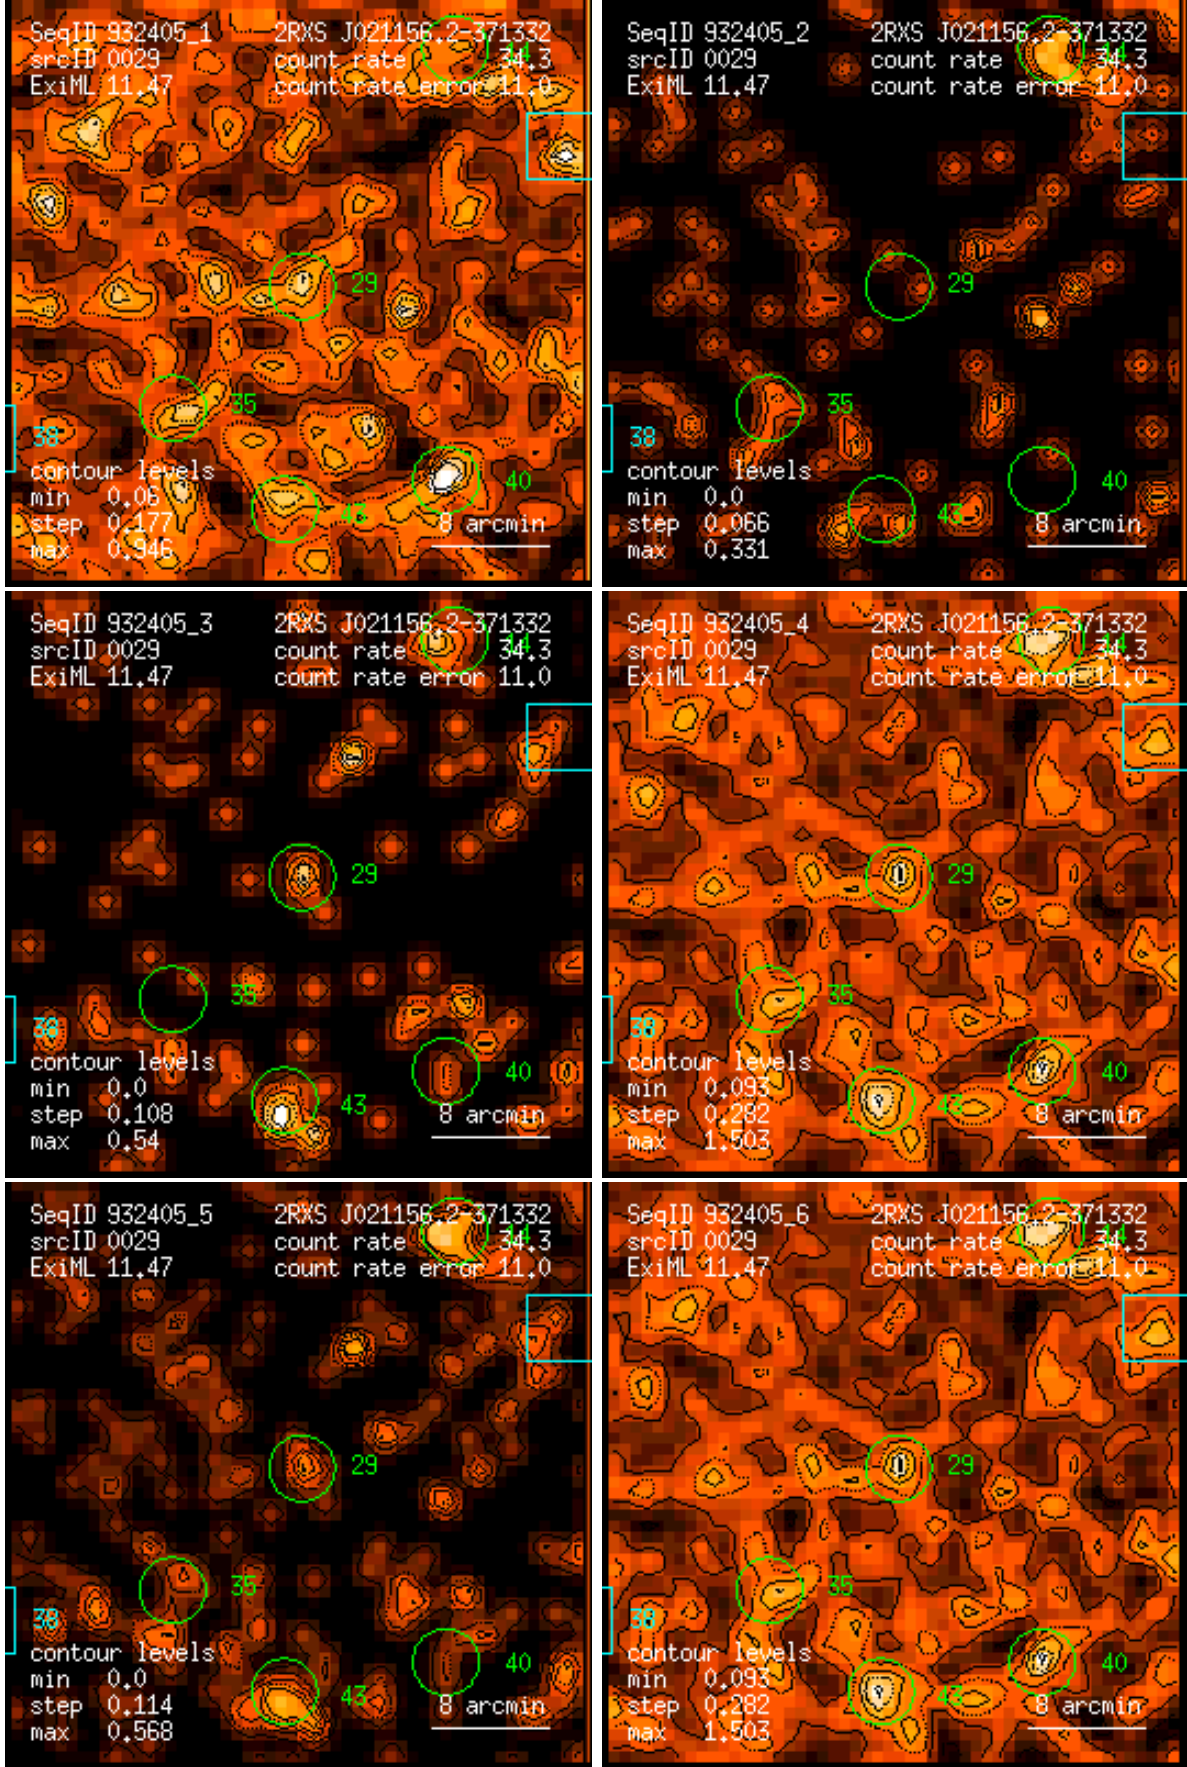 SeqID 932405_1 2RXS J021156.2-371332
srcID 0029 count rate 34.3
ExiML 11.47 count rate error 11.0
29
35
38
contour levels
40
min 0.06
43
step 0.177 8 arcmin
max 0.946
SeqID 932405_2 2RXS J021156.2-371332
srcID 0029 count rate 34.3
ExiML 11.47 count rate error 11.0
29
35
38
contour levels
40
min 0.0
43
step 0.066 8 arcmin
max 0.331
SeqID 932405_3 2RXS J021156.2-371332
srcID 0029 count rate 34.3
ExiML 11.47 count rate error 11.0
29
35
38
contour levels
40
min 0.0
43
step 0.108 8 arcmin
max 0.54
SeqID 932405_4 2RXS J021156.2-371332
srcID 0029 count rate 34.3
ExiML 11.47 count rate error 11.0
29
35
38
contour levels
40
min 0.093
43
step 0.282 8 arcmin
max 1.503
SeqID 932405_5 2RXS J021156.2-371332
srcID 0029 count rate 34.3
ExiML 11.47 count rate error 11.0
29
35
38
contour levels
40
min 0.0
43
step 0.114 8 arcmin
max 0.568
SeqID 932405_6 2RXS J021156.2-371332
srcID 0029 count rate 34.3
ExiML 11.47 count rate error 11.0
29
35
38
contour levels
40
min 0.093
43
step 0.282 8 arcmin
max 1.503